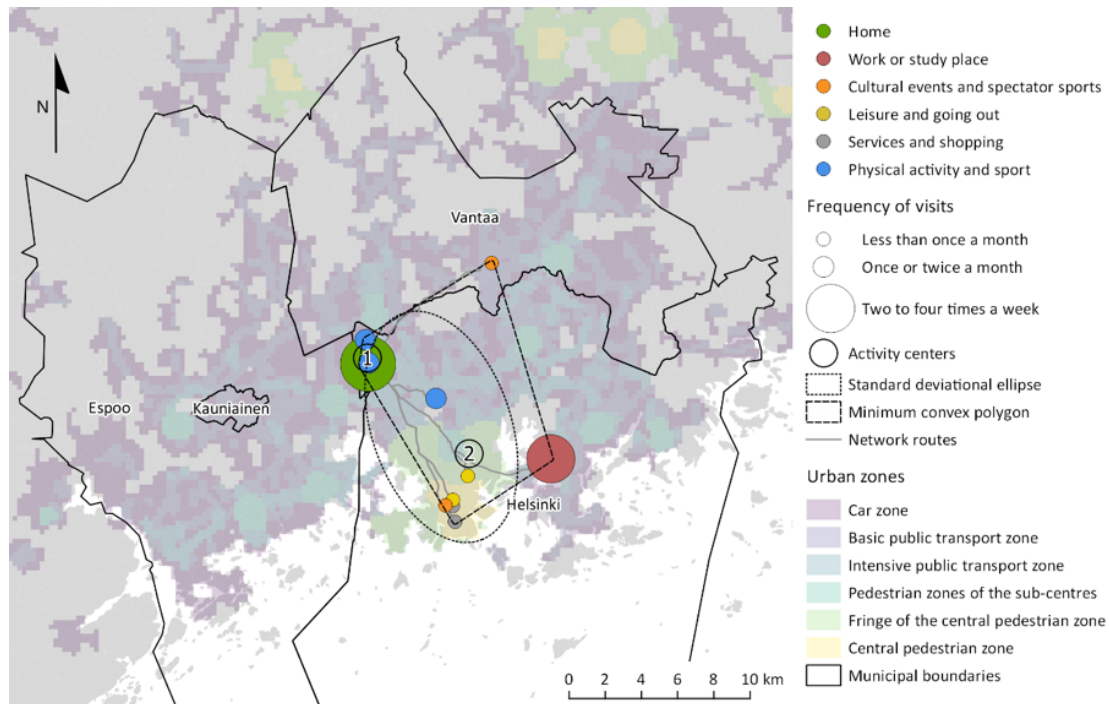 N
Vantaa
Espoo
Kauniainen
Helsinki
1
2
0 2 4 6 8 10 km
Home
Work or study place
Cultural events and spectator sports
Leisure and going out
Services and shopping
Physical activity and sport
Frequency of visits
Less than once a month
Once or twice a month
Two to four times a week
Activity centers
Standard deviational ellipse
Minimum convex polygon
Network routes
Urban zones
Car zone
Basic public transport zone
Intensive public transport zone
Pedestrian zones of the sub-centres
Fringe of the central pedestrian zone
Central pedestrian zone
Municipal boundaries